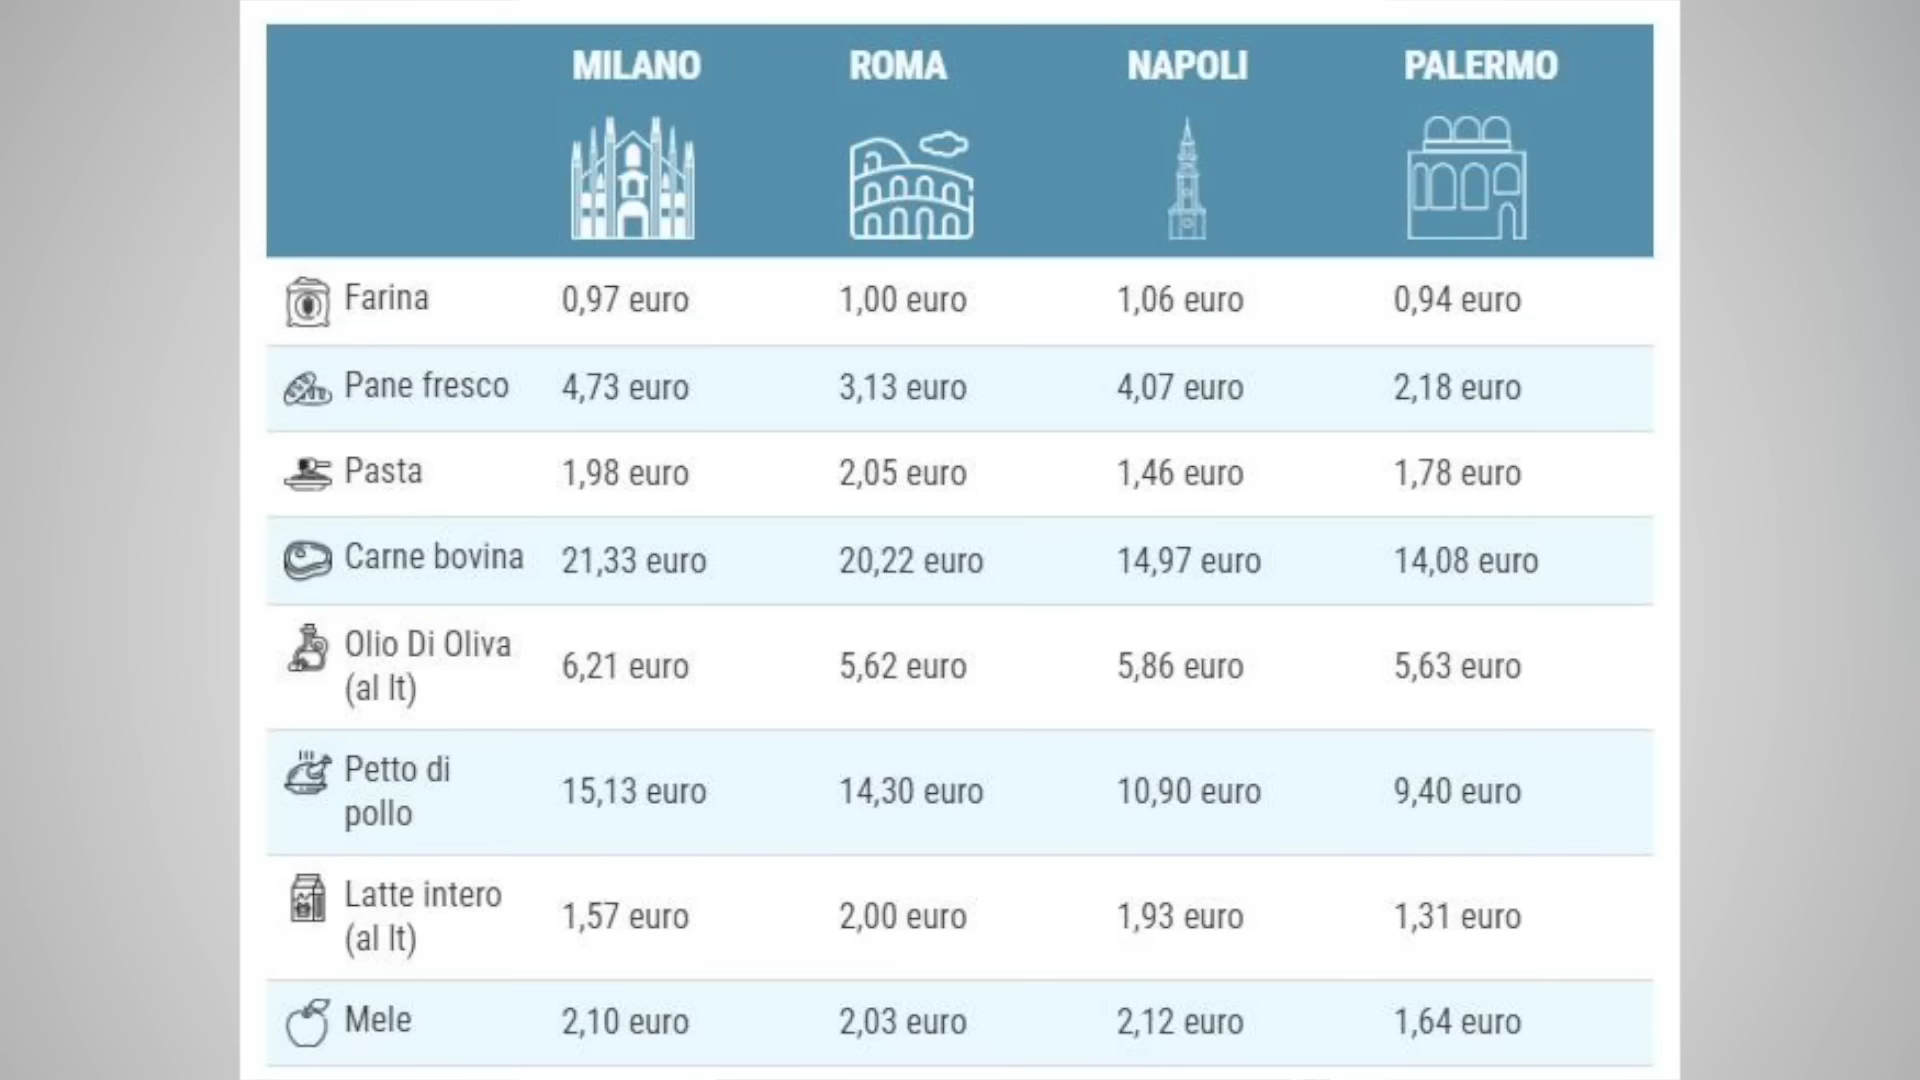 MILANO ROMA NAPOLI PALERMO
Farina 0,97 euro 1,00 euro 1,06 euro 0,94 euro
Pane fresco 4,73 euro 3,13 euro 4,07 euro 2,18 euro
Pasta 1,98 euro 2,05 euro 1,46 euro 1,78 euro
Carne bovina 21,33 euro 20,22 euro 14,97 euro 14,08 euro
Olio Di Oliva
(al lt) 6,21 euro 5,62 euro 5,86 euro 5,63 euro
Petto di
pollo 15,13 euro 14,30 euro 10,90 euro 9,40 euro
Latte intero
(al lt) 1,57 euro 2,00 euro 1,93 euro 1,31 euro
Mele 2,10 euro 2,03 euro 2,12 euro 1,64 euro